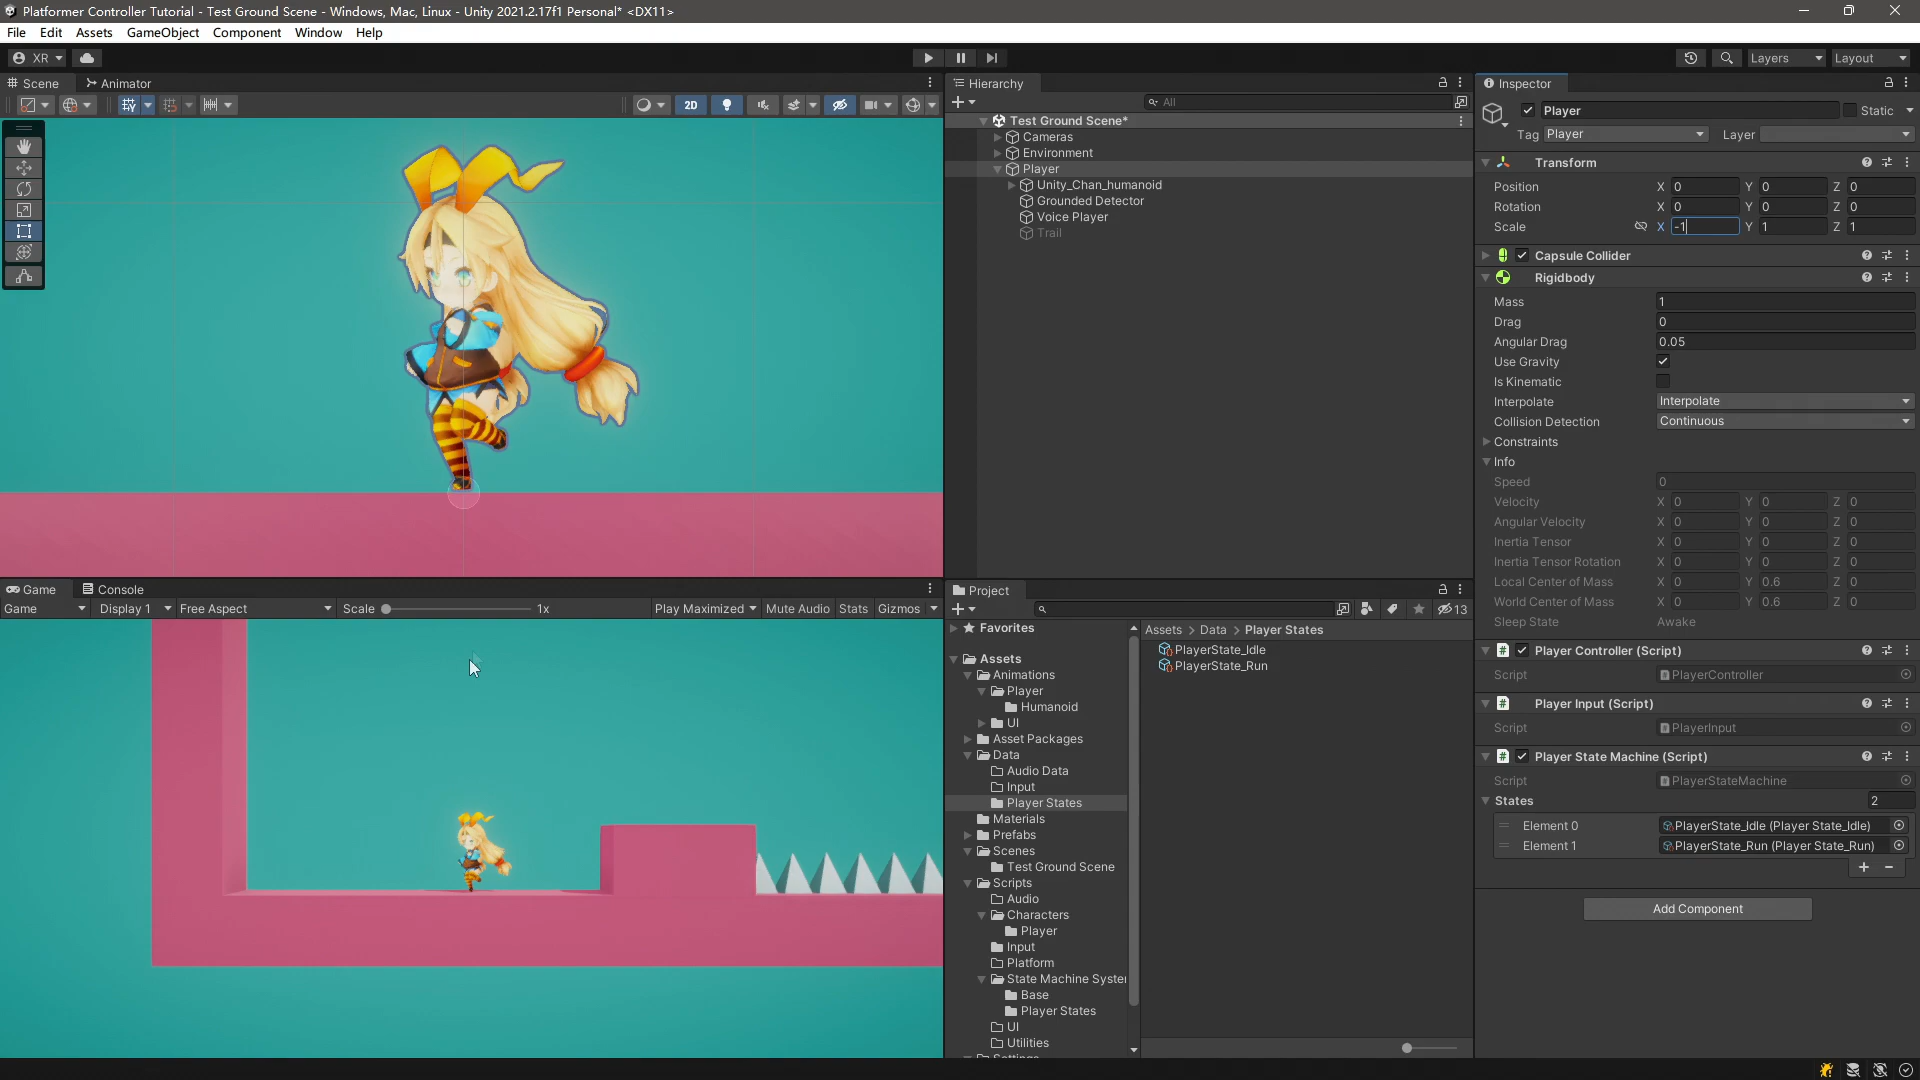 Platformer Controller Tutorial - Test Ground Scene - Windows, Mac, Linux - Unity 2021.2.17f1 Personal* <DX11>
File Edit Assets GameObject Component Window Help
XR Layers Layout
Scene Animator
2D
Game Console
Game Display 1 Free Aspect Scale 1x Play Maximized Mute Audio Stats Gizmos
Hierarchy
All
Test Ground Scene*
Cameras
Environment
Player
Unity_Chan_humanoid
Grounded Detector
Voice Player
Trail
Project
13
Favorites
Assets
Animations
Player
Humanoid
UI
Asset Packages
Data
Audio Data
Input
Player States
Materials
Prefabs
Scenes
Test Ground Scene
Scripts
Audio
Characters
Player
Input
Platform
State Machine Syster
Base
Player States
UI
Utilities
Assets > Data > Player States
PlayerState_Idle
PlayerState_Run
Inspector
Player Static
Tag Player Layer
Transform
Position X 0 Y 0 Z 0
Rotation X 0 Y 0 Z 0
Scale X -1 Y 1 Z 1
Capsule Collider
Rigidbody
Mass 1
Drag 0
Angular Drag 0.05
Use Gravity
Is Kinematic
Interpolate Interpolate
Collision Detection Continuous
Constraints
Info
Speed 0
Velocity X 0 Y 0 Z 0
Angular Velocity X 0 Y 0 Z 0
Inertia Tensor X 0 Y 0 Z 0
Inertia Tensor Rotation X 0 Y 0 Z 0
Local Center of Mass X 0 Y 0.6 Z 0
World Center of Mass X 0 Y 0.6 Z 0
Sleep State Awake
Player Controller (Script)
Script PlayerController
Player Input (Script)
Script PlayerInput
Player State Machine (Script)
Script PlayerStateMachine
States 2
Element 0 PlayerState_Idle (Player State_Idle)
Element 1 PlayerState_Run (Player State_Run)
Add Component